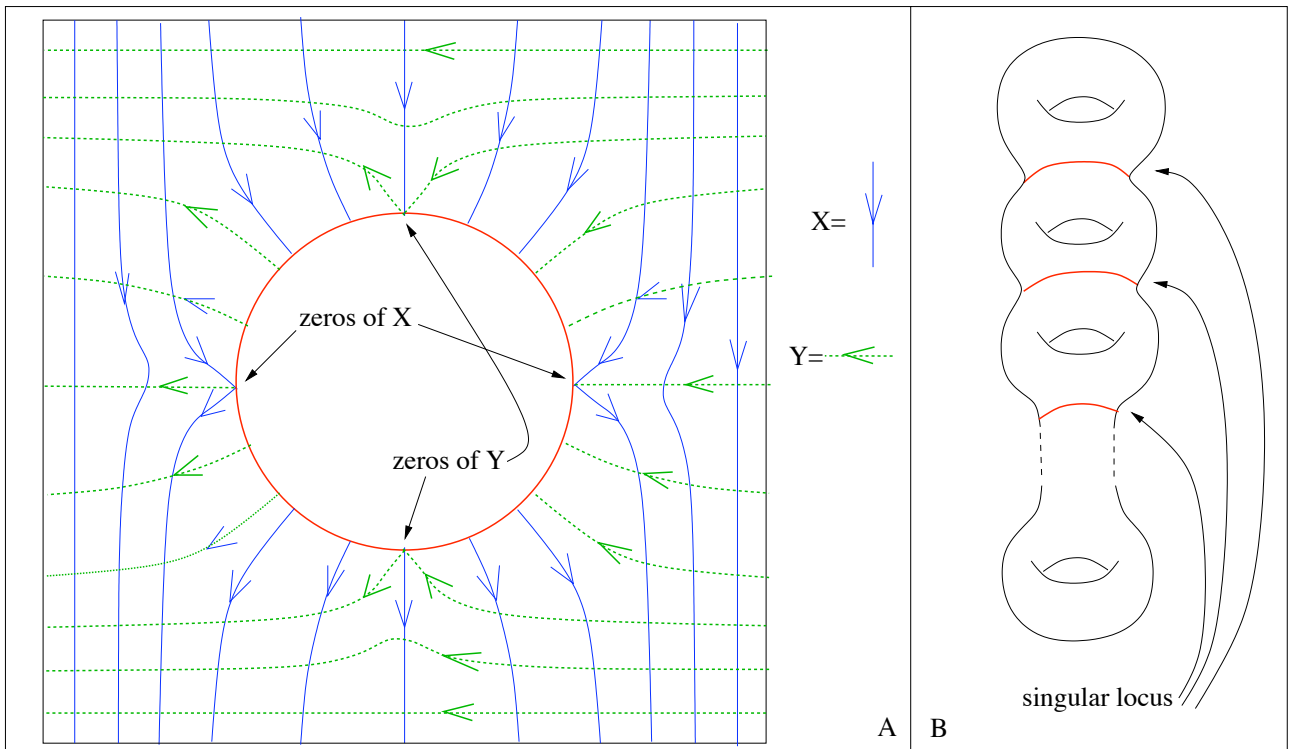 X=
zeros of X
Y=
zeros of Y
singular locus
A
B